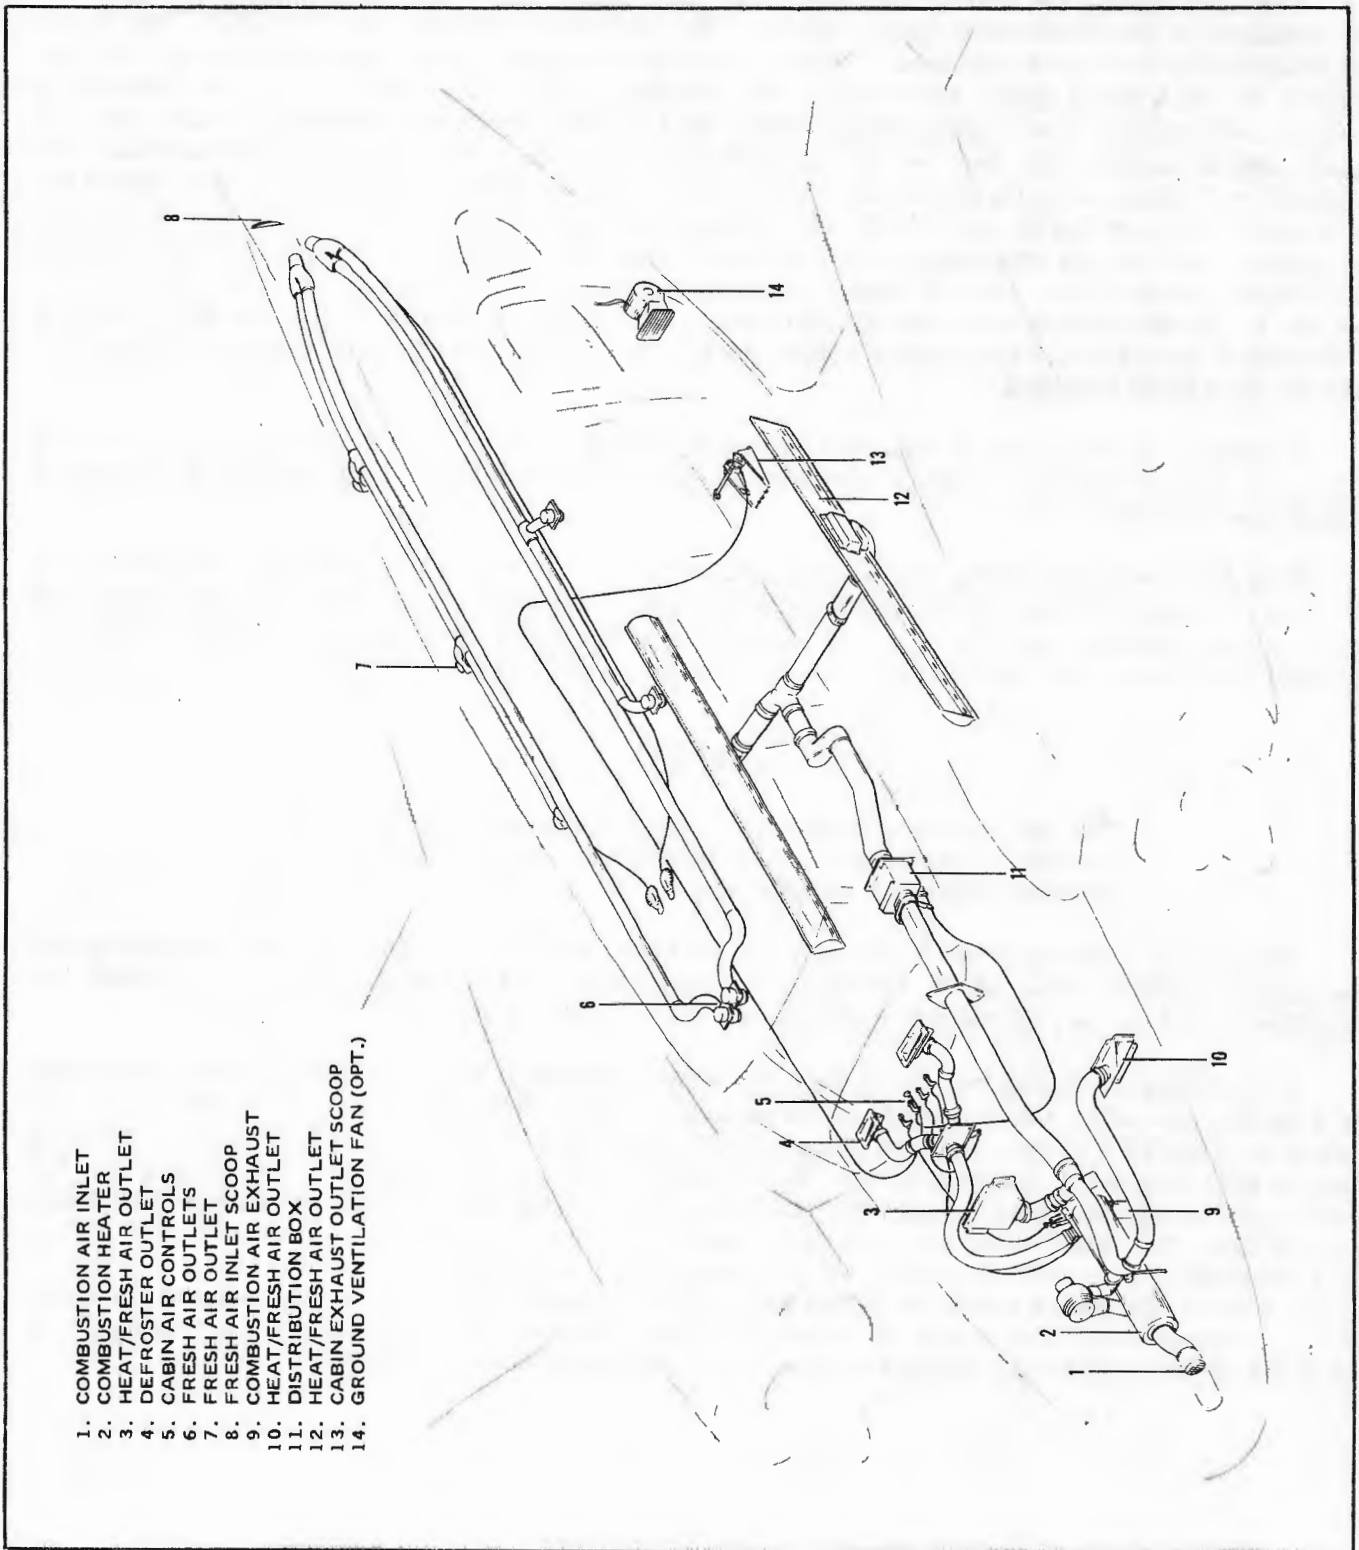 1. COMBUSTION AIR INLET
2. COMBUSTION HEATER
3. HEAT/FRESH AIR OUTLET
4. DEFROSTER OUTLET
5. CABIN AIR CONTROLS
6. FRESH AIR OUTLETS
7. FRESH AIR OUTLET
8. FRESH AIR INLET SCOOP
9. COMBUSTION AIR EXHAUST
10. HEAT/FRESH AIR OUTLET
11. DISTRIBUTION BOX
12. HEAT/FRESH AIR OUTLET
13. CABIN EXHAUST OUTLET SCOOP
14. GROUND VENTILATION FAN (OPT.)
1
2
3
4
5
6
7
8
9
10
11
12
13
14